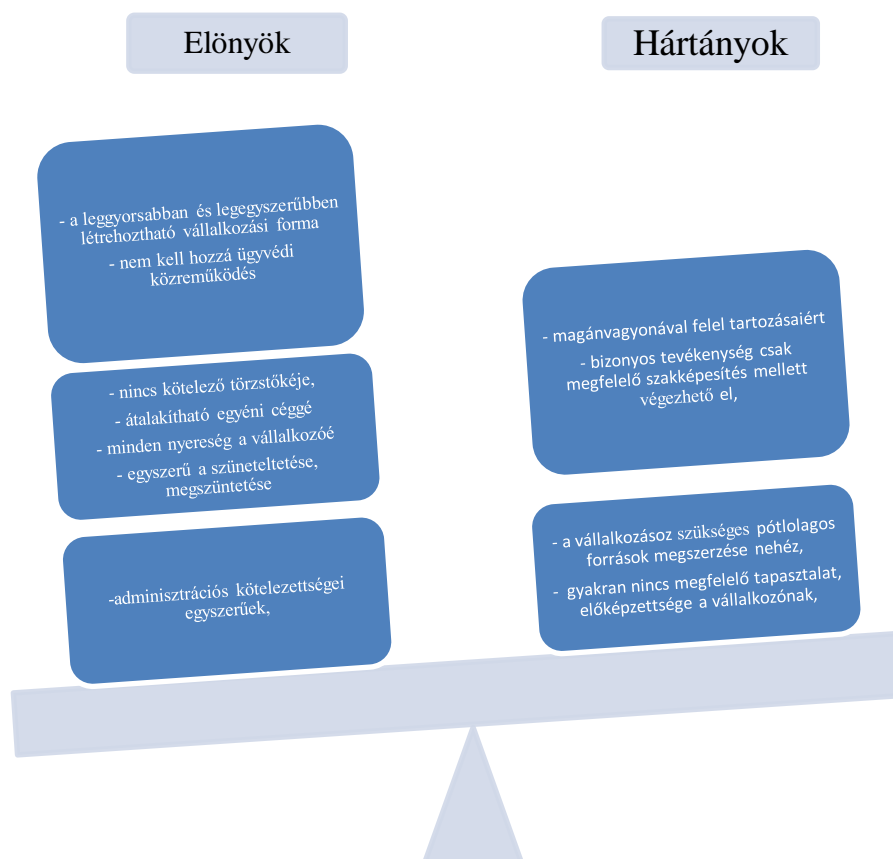 Elönyök
Hártányok
- a leggyorsabban és legegyszerűbben
létrehoztható vállalkozási forma
- nem kell hozzá ügyvédi
közreműködés
- nincs kötelező törzstőkéje,
- átalakítható egyéni céggé
- minden nyereség a vállalkozóé
- egyszerű a szüneteltetése,
megszüntetése
-adminisztrációs kötelezettségei
egyszerűek,
- magánvagyonával felel tartozásaiért
- bizonyos tevékenység csak
megfelelő szakképesítés mellett
végezhető el,
- a vállalkozásoz szükséges pótlolagos
források megszerzése nehéz,
- gyakran nincs megfelelő tapasztalat,
előképzettsége a vállalkozónak,